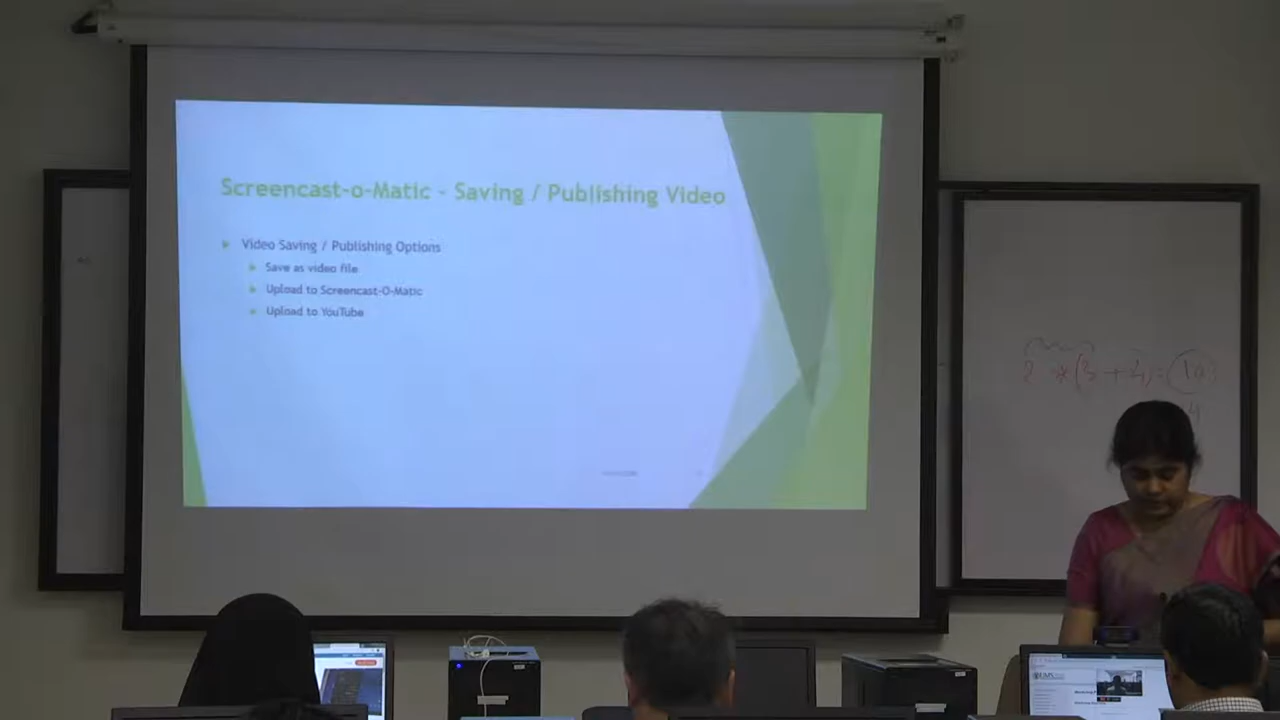 Screencast-o-Matic - Saving / Publishing Video
Video Saving / Publishing Options
Save as video file
Upload to Screencast-O-Matic
Upload to YouTube